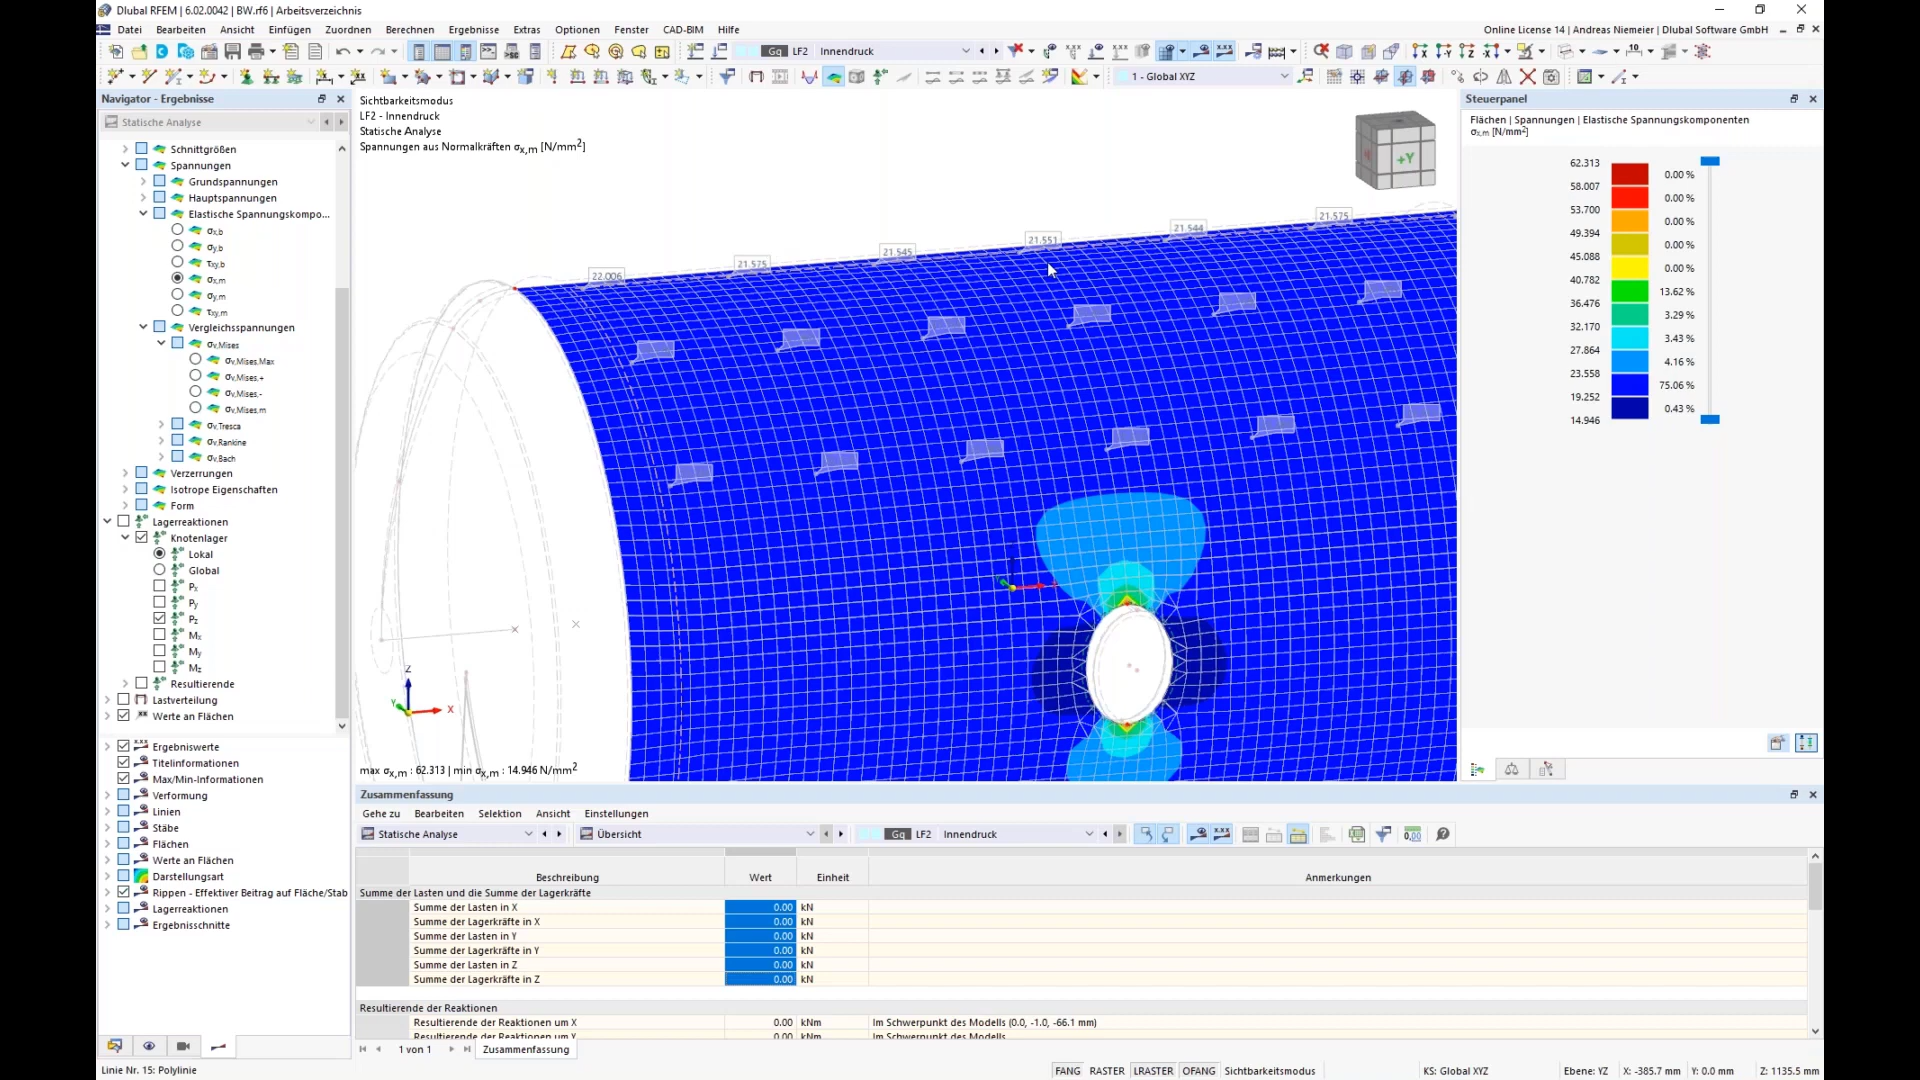 Dlubal RFEM | 6.02.0042 | BW.rf6 | Arbeitsverzeichnis
Datei Bearbeiten Ansicht Einfügen Zuordnen Berechnen Ergebnisse Extras Optionen Fenster CAD-BIM Hilfe
Online License 14 | Andreas Niemeier | Dlubal Software GmbH
Gq LF2 Innendruck
1 - Global XYZ
Navigator - Ergebnisse
Statische Analyse
Schnittgrößen
Spannungen
Grundspannungen
Hauptspannungen
Elastische Spannungskompo...
σx,b
σy,b
τxy,b
σx,m
σy,m
τxy,m
Vergleichsspannungen
σv,Mises
σv,Mises,Max
σv,Mises,+
σv,Mises,-
σv,Mises,m
σv,Tresca
σv,Rankine
σv,Bach
Verzerrungen
Isotrope Eigenschaften
Form
Lagerreaktionen
Knotenlager
Lokal
Global
Px
Py
Pz
Mx
My
Mz
Resultierende
Lastverteilung
Werte an Flächen
Ergebniswerte
Titelinformationen
Max/Min-Informationen
Verformung
Linien
Stäbe
Flächen
Werte an Flächen
Darstellungsart
Rippen - Effektiver Beitrag auf Fläche/Stab
Lagerreaktionen
Ergebnisschnitte
Sichtbarkeitsmodus
LF2 - Innendruck
Statische Analyse
Spannungen aus Normalkräften σx,m [N/mm²]
22.006
21.575
21.545
21.551
21.544
21.575
+Y
Z
Y
X
max σx,m : 62.313 | min σx,m : 14.946 N/mm²
Steuerpanel
Flächen | Spannungen | Elastische Spannungskomponenten
σx,m [N/mm²]
62.313
0.00 %
58.007
0.00 %
53.700
0.00 %
49.394
0.00 %
45.088
0.00 %
40.782
13.62 %
36.476
3.29 %
32.170
3.43 %
27.864
4.16 %
23.558
75.06 %
19.252
0.43 %
14.946
Zusammenfassung
Gehe zu Bearbeiten Selektion Ansicht Einstellungen
Statische Analyse Übersicht Gq LF2 Innendruck
Beschreibung Wert Einheit Anmerkungen
Summe der Lasten und die Summe der Lagerkräfte
Summe der Lasten in X 0.00 kN
Summe der Lagerkräfte in X 0.00 kN
Summe der Lasten in Y 0.00 kN
Summe der Lagerkräfte in Y 0.00 kN
Summe der Lasten in Z 0.00 kN
Summe der Lagerkräfte in Z 0.00 kN
Resultierende der Reaktionen
Resultierende der Reaktionen um X 0.00 kNm Im Schwerpunkt des Modells (0.0, -1.0, -66.1 mm)
Resultierende der Reaktionen um Y 0.00 kNm Im Schwerpunkt des Modells
1 von 1 Zusammenfassung
Linie Nr. 15: Polylinie
FANG RASTER LRASTER OFANG Sichtbarkeitsmodus KS: Global XYZ Ebene: YZ X: -385.7 mm Y: 0.0 mm Z: 1135.5 mm